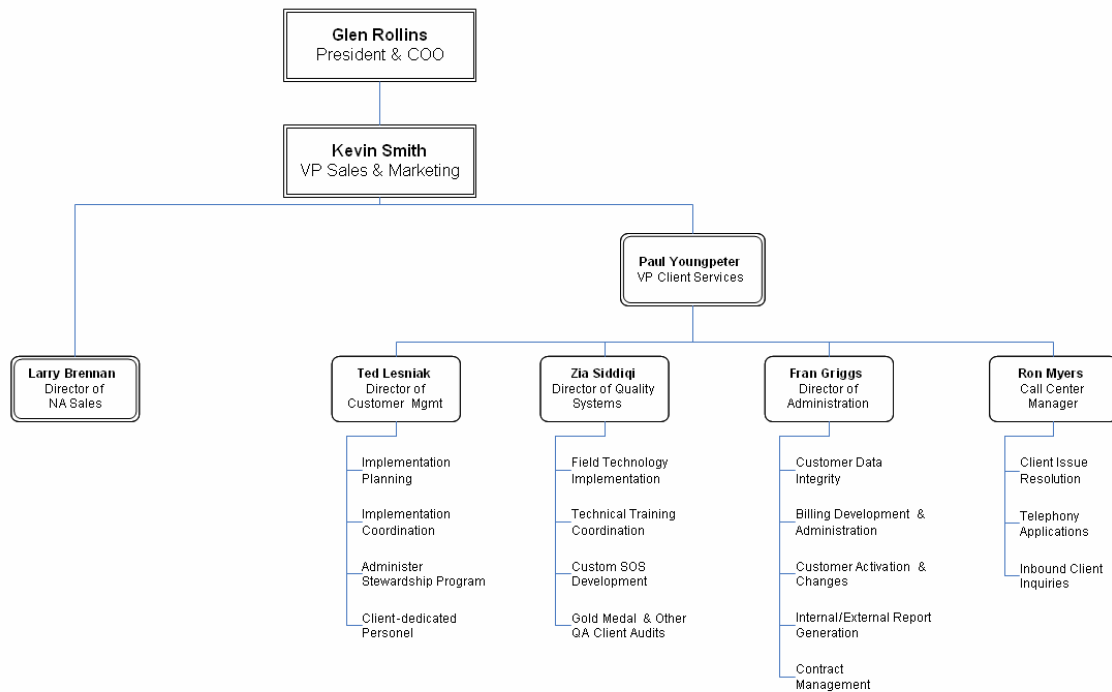 Glen Rollins
President & COO
Kevin Smith
VP Sales & Marketing
Paul Youngpeter
VP Client Services
Larry Brennan
Director of
NA Sales
Ted Lesniak
Director of
Customer Mgmt
Zia Siddiqi
Director of Quality
Systems
Fran Griggs
Director of
Administration
Ron Myers
Call Center
Manager
Implementation
Planning
Implementation
Coordination
Administer
Stewardship Program
Client-dedicated
Personel
Field Technology
Implementation
Technical Training
Coordination
Custom SOS
Development
Gold Medal & Other
QA Client Audits
Customer Data
Integrity
Billing Development &
Administration
Customer Activation &
Changes
Internal/External Report
Generation
Contract
Management
Client Issue
Resolution
Telephony
Applications
Inbound Client
Inquiries